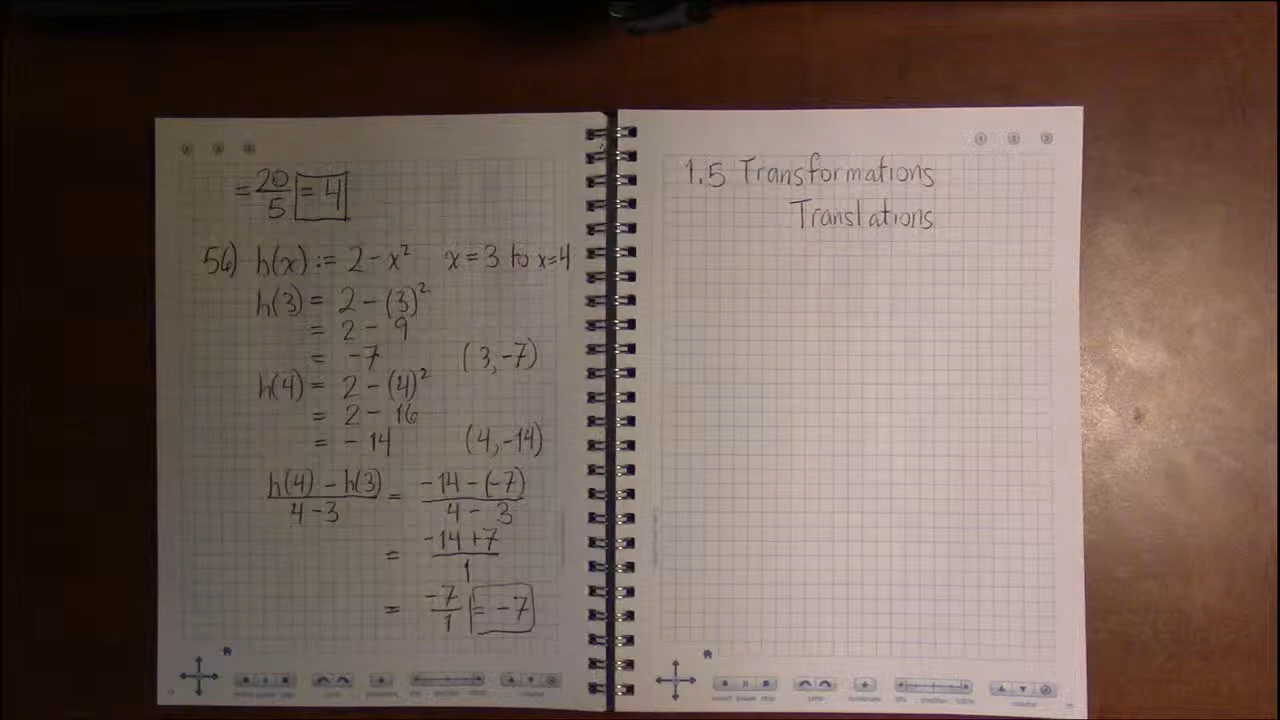 = 20/5 = 4
56) h(x) := 2 - x² x = 3 to x=4
h(3) = 2 - (3)²
= 2 - 9
= -7 (3, -7)
h(4) = 2 - (4)²
= 2 - 16
= -14 (4, -14)
h(4) - h(3) / 4 - 3 = -14 - (-7) / 4 - 3
= -14 + 7 / 1
= -7/1 = -7
1.5 Transformations
Translations